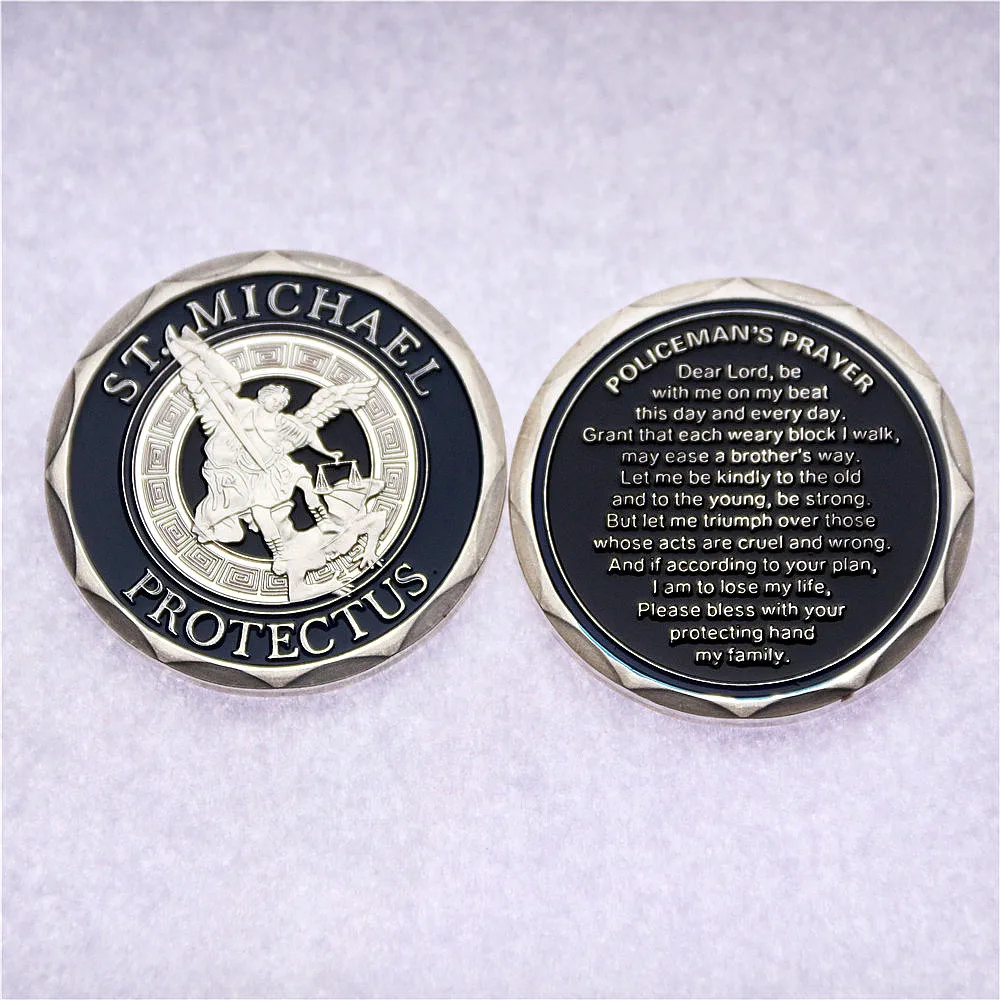 ST. MICHAEL
PROTECTUS
POLICEMAN'S PRAYER
Dear Lord, be
with me on my beat
this day and every day.
Grant that each weary block I walk,
may ease a brother's way.
Let me be kindly to the old
and to the young, be strong.
But let me triumph over those
whose acts are cruel and wrong.
And if according to your plan,
I am to lose my life,
Please bless with your
protecting hand
my family.